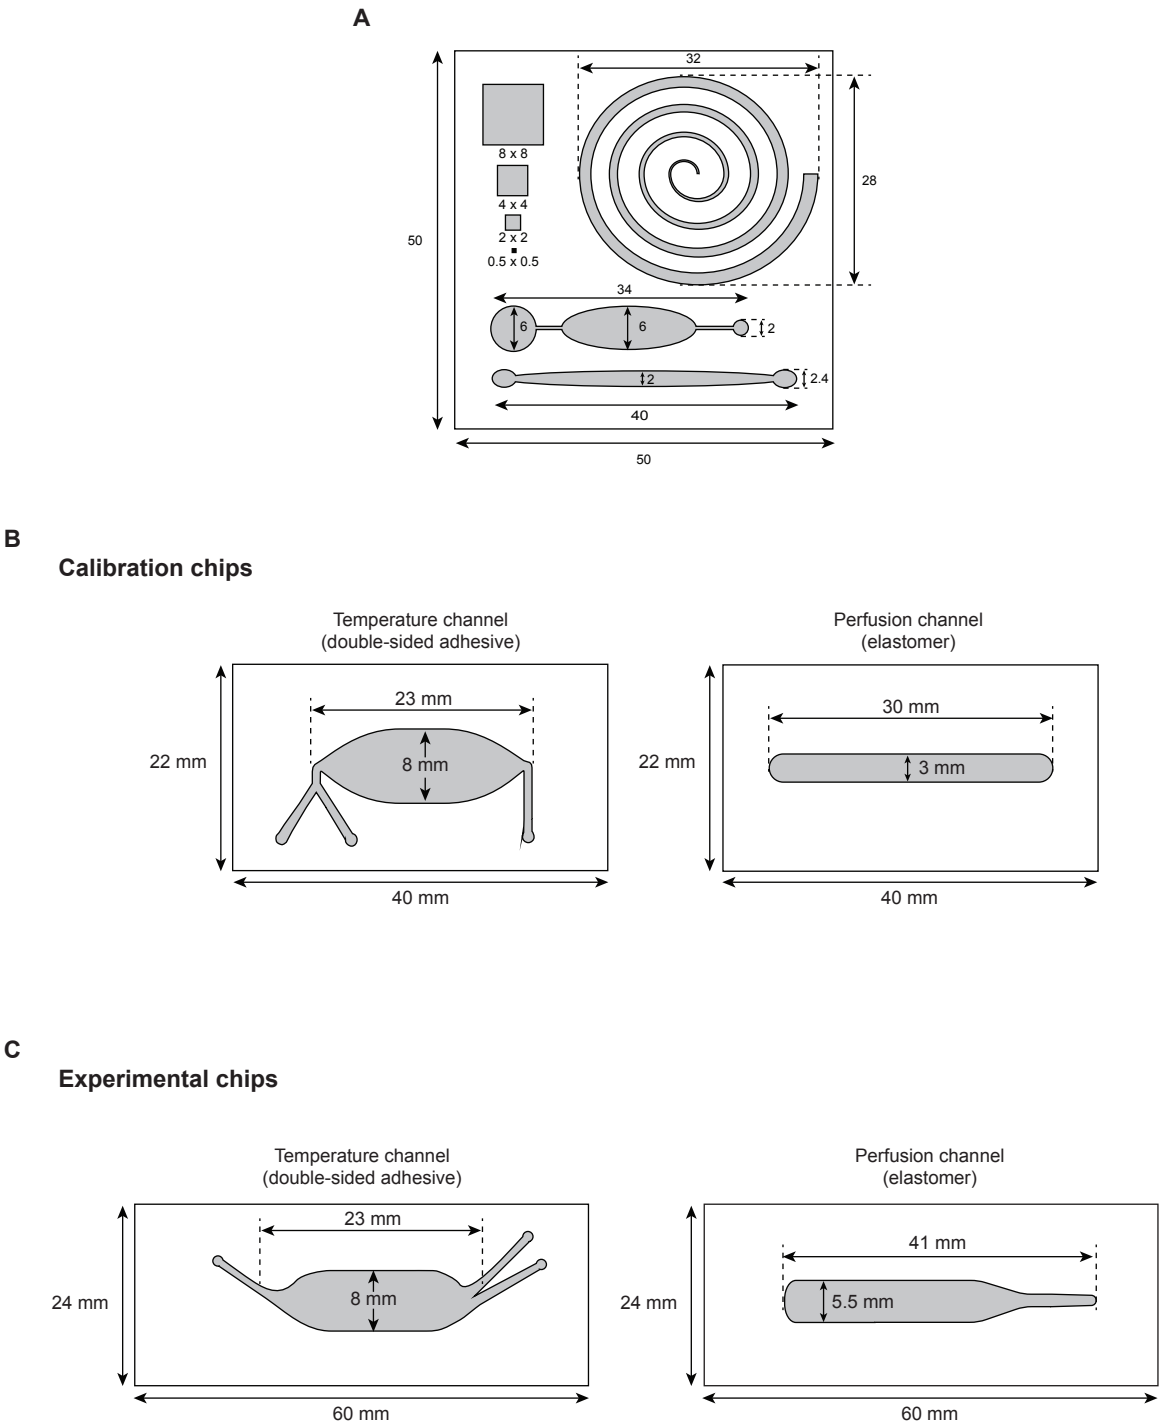 A
32
8 x 8
4 x 4
2 x 2
0.5 x 0.5
28
50
34
6
6
2
2
2.4
40
50
B
Calibration chips
Temperature channel
(double-sided adhesive)
23 mm
8 mm
22 mm
40 mm
Perfusion channel
(elastomer)
30 mm
3 mm
22 mm
40 mm
C
Experimental chips
Temperature channel
(double-sided adhesive)
23 mm
8 mm
24 mm
60 mm
Perfusion channel
(elastomer)
41 mm
5.5 mm
24 mm
60 mm